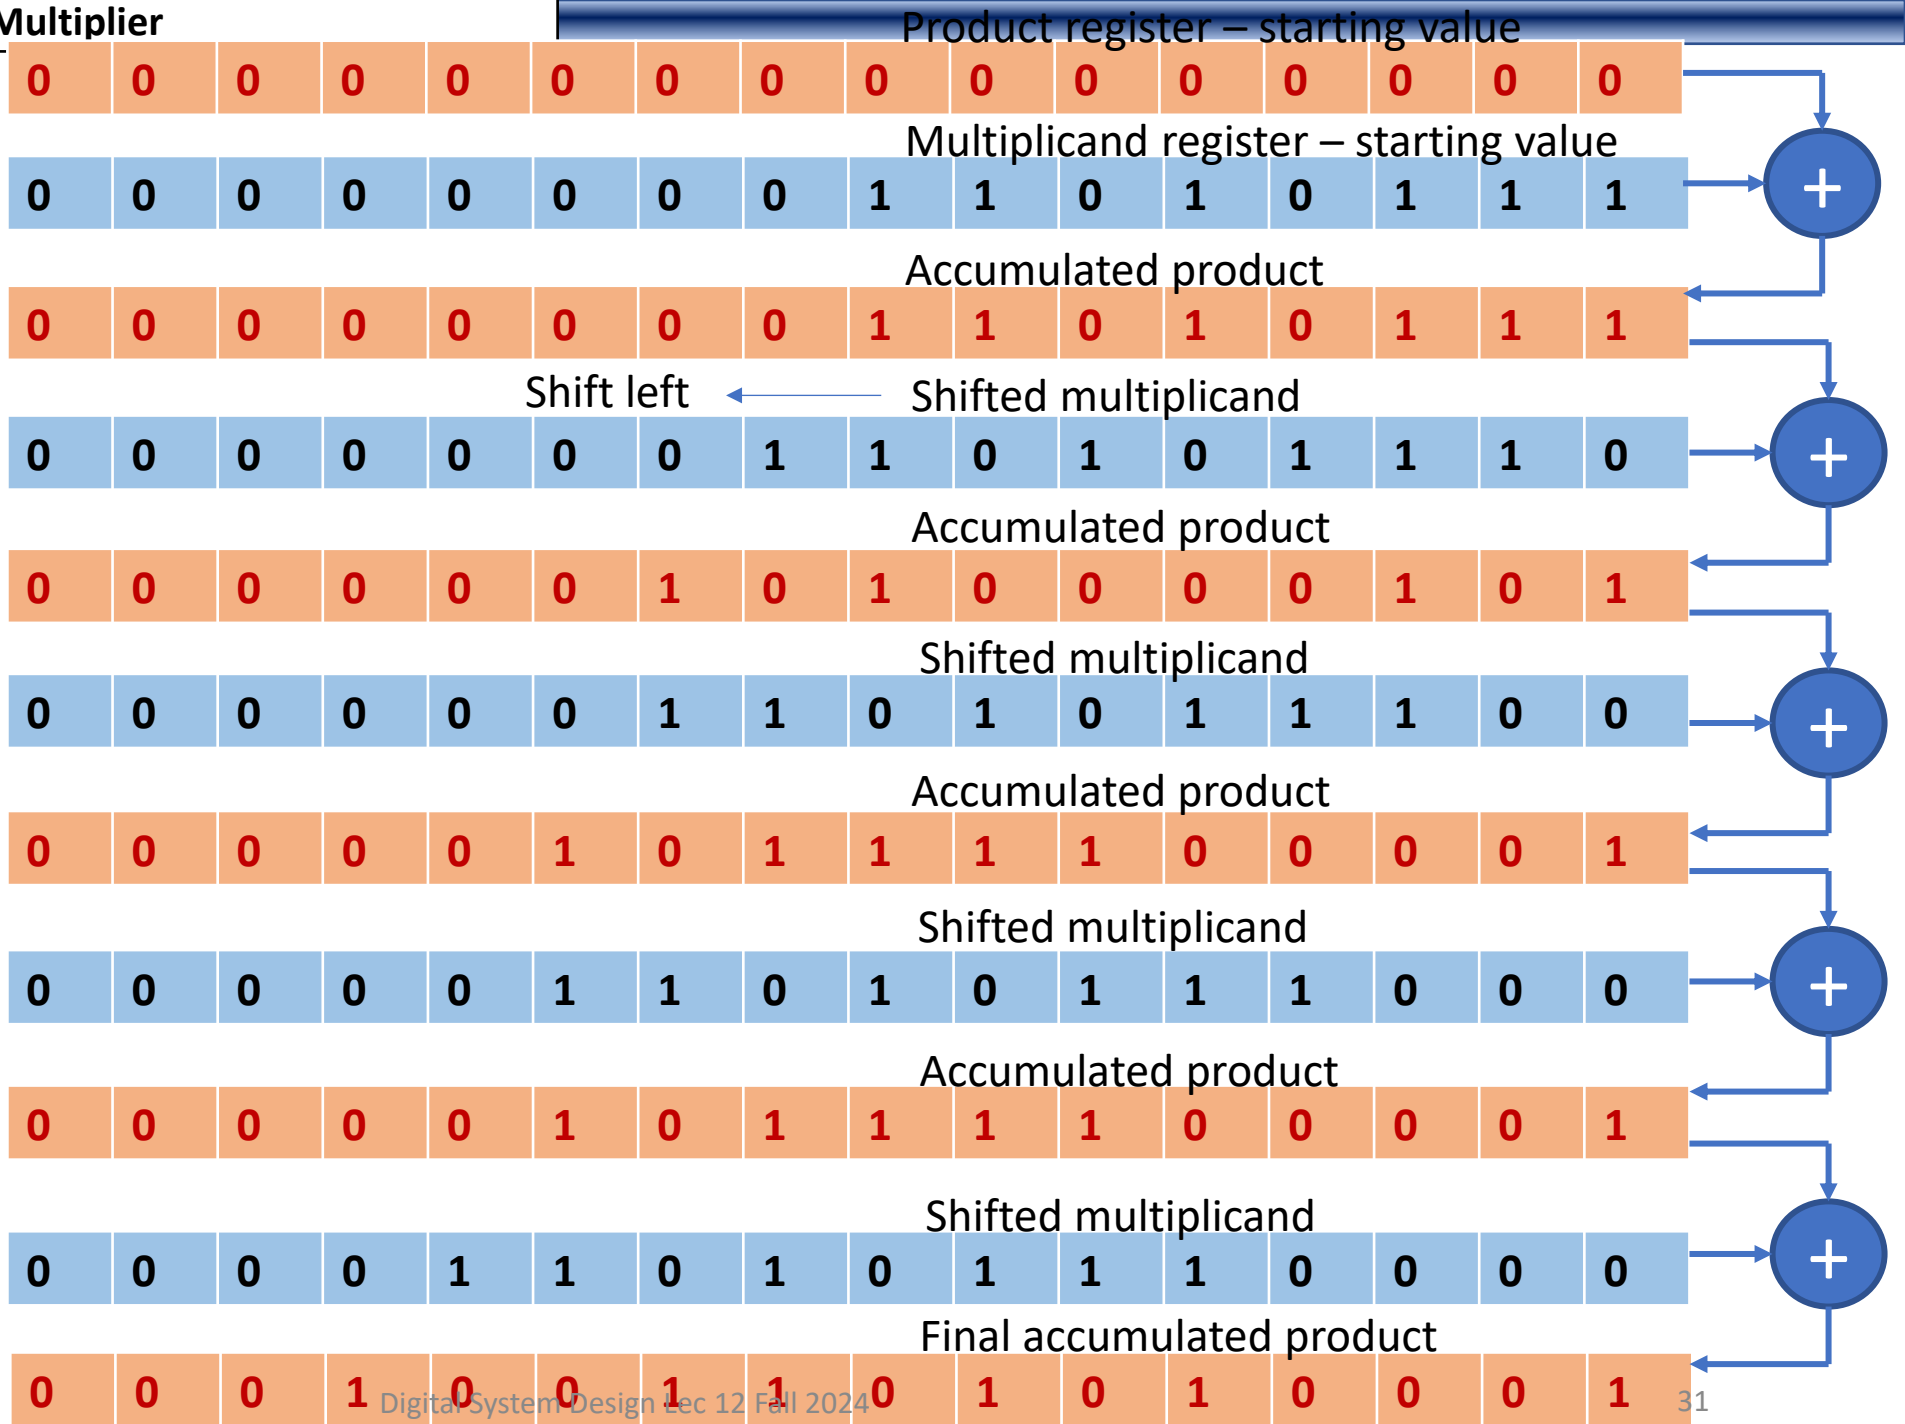 Multiplier
Product register – starting value
0 0 0 0 0 0 0 0 0 0 0 0 0 0 0 0
Multiplicand register – starting value
0 0 0 0 0 0 0 0 1 1 0 1 0 1 1 1
+
Accumulated product
0 0 0 0 0 0 0 0 1 1 0 1 0 1 1 1
Shift left Shifted multiplicand
0 0 0 0 0 0 0 1 1 0 1 0 1 1 1 0
+
Accumulated product
0 0 0 0 0 0 1 0 1 0 0 0 0 1 0 1
Shifted multiplicand
0 0 0 0 0 0 1 1 0 1 0 1 1 1 0 0
+
Accumulated product
0 0 0 0 0 1 0 1 1 1 1 0 0 0 0 1
Shifted multiplicand
0 0 0 0 0 1 1 0 1 0 1 1 1 0 0 0
+
Accumulated product
0 0 0 0 0 1 0 1 1 1 1 0 0 0 0 1
Shifted multiplicand
0 0 0 0 1 1 0 1 0 1 1 1 0 0 0 0
+
Final accumulated product
0 0 0 1 0 0 1 1 0 1 0 1 0 0 0 1
Digital System Design Lec 12 Fall 2024 31